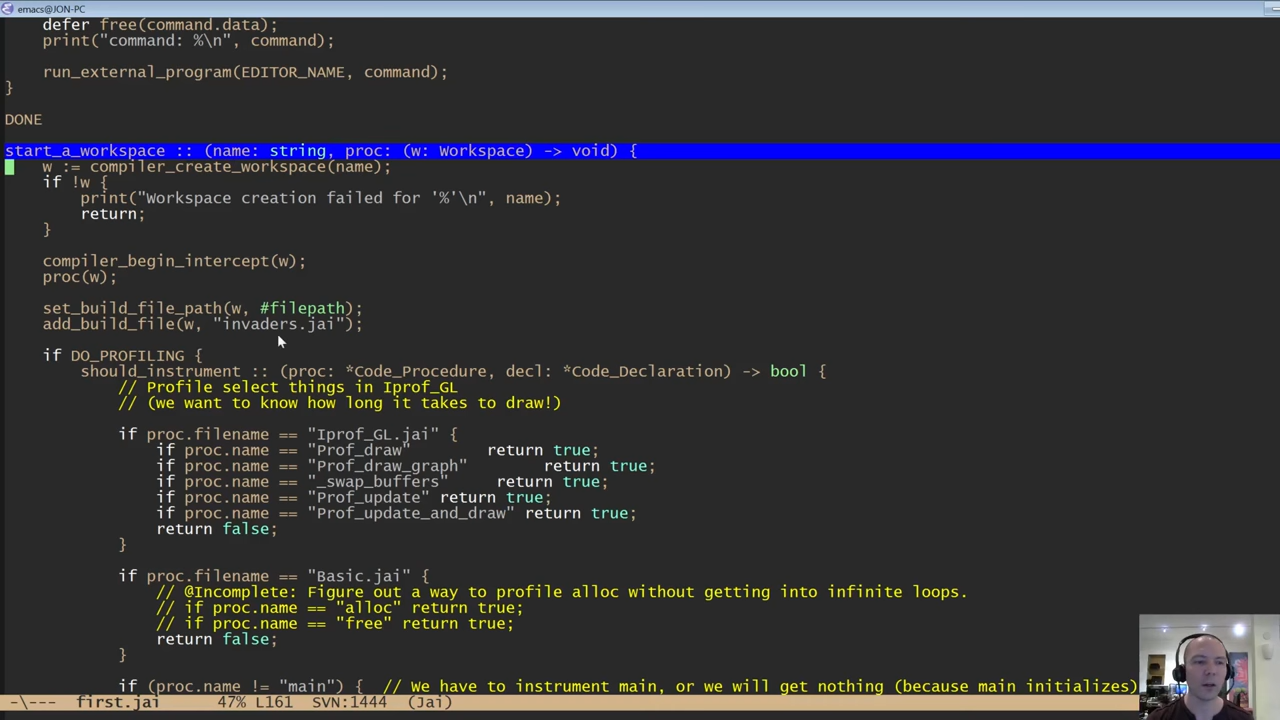 emacs@JON-PC
defer free(command.data);
print("command: %\n", command);
run_external_program(EDITOR_NAME, command);
}
DONE
start_a_workspace :: (name: string, proc: (w: Workspace) -> void) {
w := compiler_create_workspace(name);
if !w {
print("Workspace creation failed for '%'\n", name);
return;
}
compiler_begin_intercept(w);
proc(w);
set_build_file_path(w, #filepath);
add_build_file(w, "invaders.jai");
if DO_PROFILING {
should_instrument :: (proc: *Code_Procedure, decl: *Code_Declaration) -> bool {
// Profile select things in Iprof_GL
// (we want to know how long it takes to draw!)
if proc.filename == "Iprof_GL.jai" {
if proc.name == "Prof_draw" return true;
if proc.name == "Prof_draw_graph" return true;
if proc.name == "_swap_buffers" return true;
if proc.name == "Prof_update" return true;
if proc.name == "Prof_update_and_draw" return true;
return false;
}
if proc.filename == "Basic.jai" {
// @Incomplete: Figure out a way to profile alloc without getting into infinite loops.
// if proc.name == "alloc" return true;
// if proc.name == "free" return true;
return false;
}
if (proc.name != "main") { // We have to instrument main, or we will get nothing (because main initializes)
-\--- first.jai 47% L161 SVN:1444 (Jai)